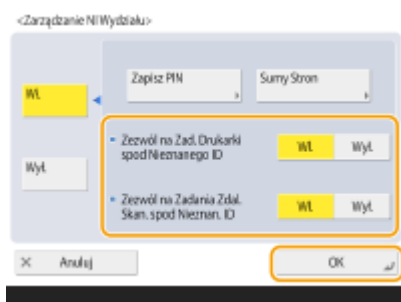 <Zarządzanie NI Wydziału>
Zapisz PIN
Sumy Stron
Wł.
Zezwól na Zad. Drukarki
spod Nieznanego ID
Wł.
Wył.
Wył.
Zezwól na Zadania Zdal.
Skan. spod Nieznan. ID
Wł.
Wył.
Anuluj
OK